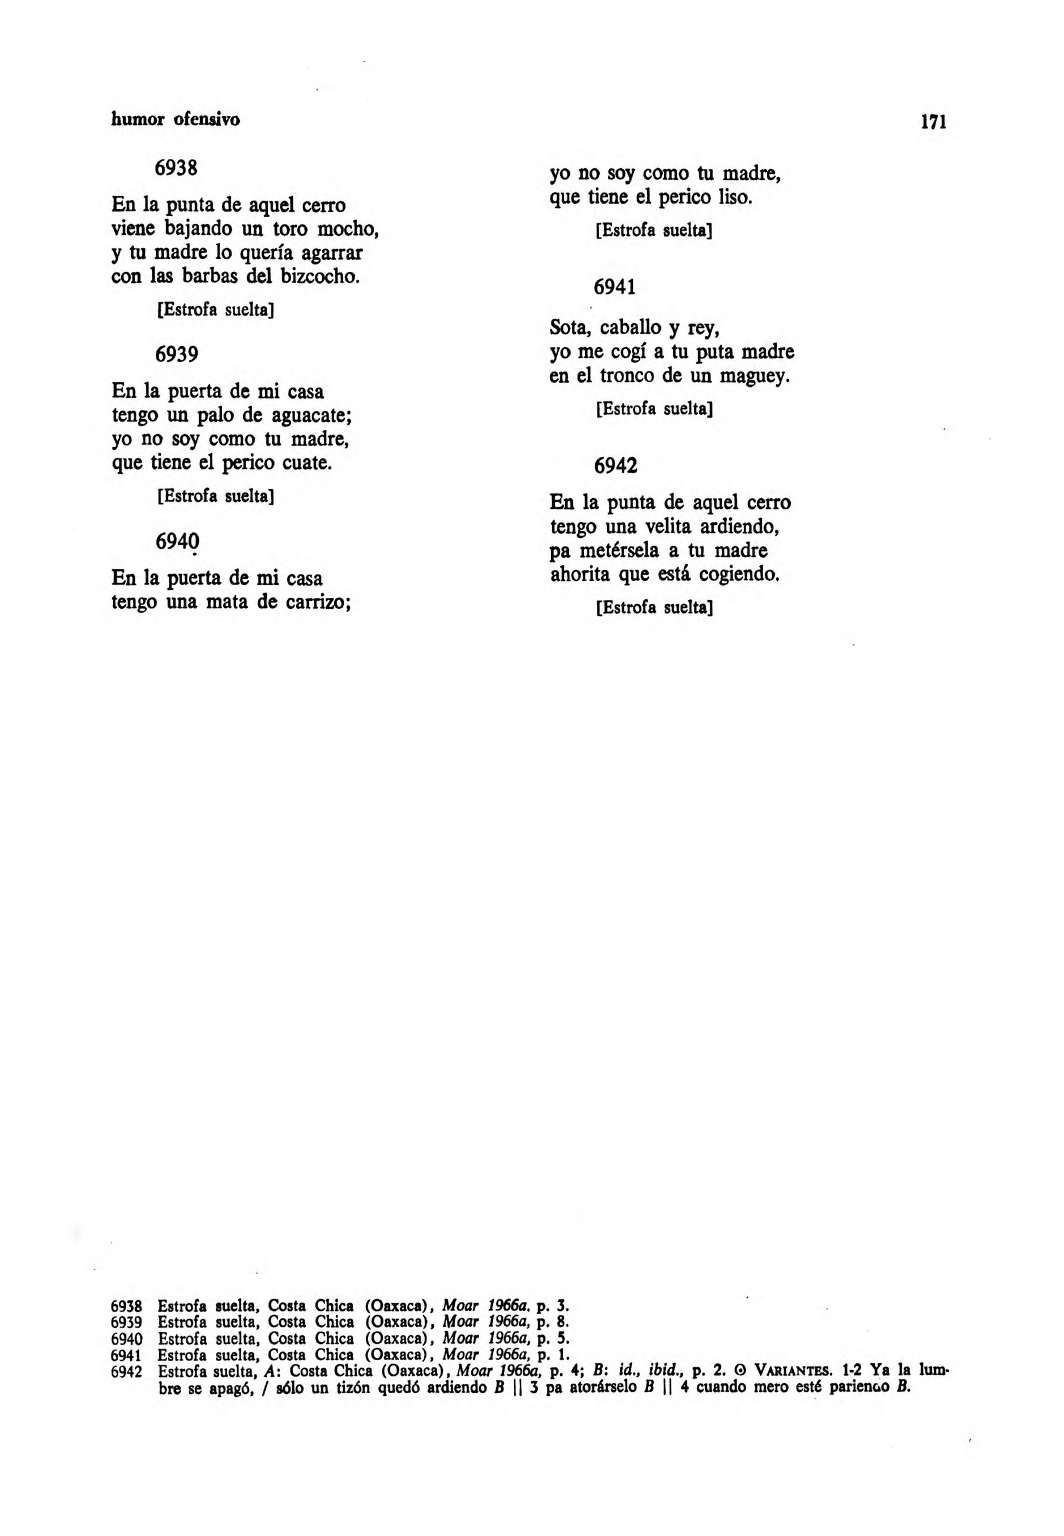 humor ofensivo
171
6938
En la punta de aquel cerro
viene bajando un toro mocho,
y tu madre lo quería agarrar
con las barbas del bizcocho.
[Estrofa suelta]
6939
En la puerta de mi casa
tengo un palo de aguacate;
yo no soy como tu madre,
que tiene el perico cuate.
[Estrofa suelta]
6940
En la puerta de mi casa
tengo una mata de carrizo;
yo no soy como tu madre,
que tiene el perico liso.
[Estrofa suelta]
6941
Sota, caballo y rey,
yo me cogí a tu puta madre
en el tronco de un maguey.
[Estrofa suelta]
6942
En la punta de aquel cerro
tengo una velita ardiendo,
pa metérsela a tu madre
ahorita que está cogiendo.
[Estrofa suelta]
6938 Estrofa suelta, Costa Chica (Oaxaca), Moar 1966a. p. 3.
6939 Estrofa suelta, Costa Chica (Oaxaca), Moar 1966a, p. 8.
6940 Estrofa suelta, Costa Chica (Oaxaca), Moar 1966a, p. 5.
6941 Estrofa suelta, Costa Chica (Oaxaca), Moar 1966a, p. 1.
6942 Estrofa suelta, A: Costa Chica (Oaxaca), Moar 1966a, p. 4; B: id., ibid., p. 2. ⊙ VARIANTES. 1-2 Ya la lum-
bre se apagó, / sólo un tizón quedó ardiendo B || 3 pa atorárselo B || 4 cuando mero esté pariendo B.